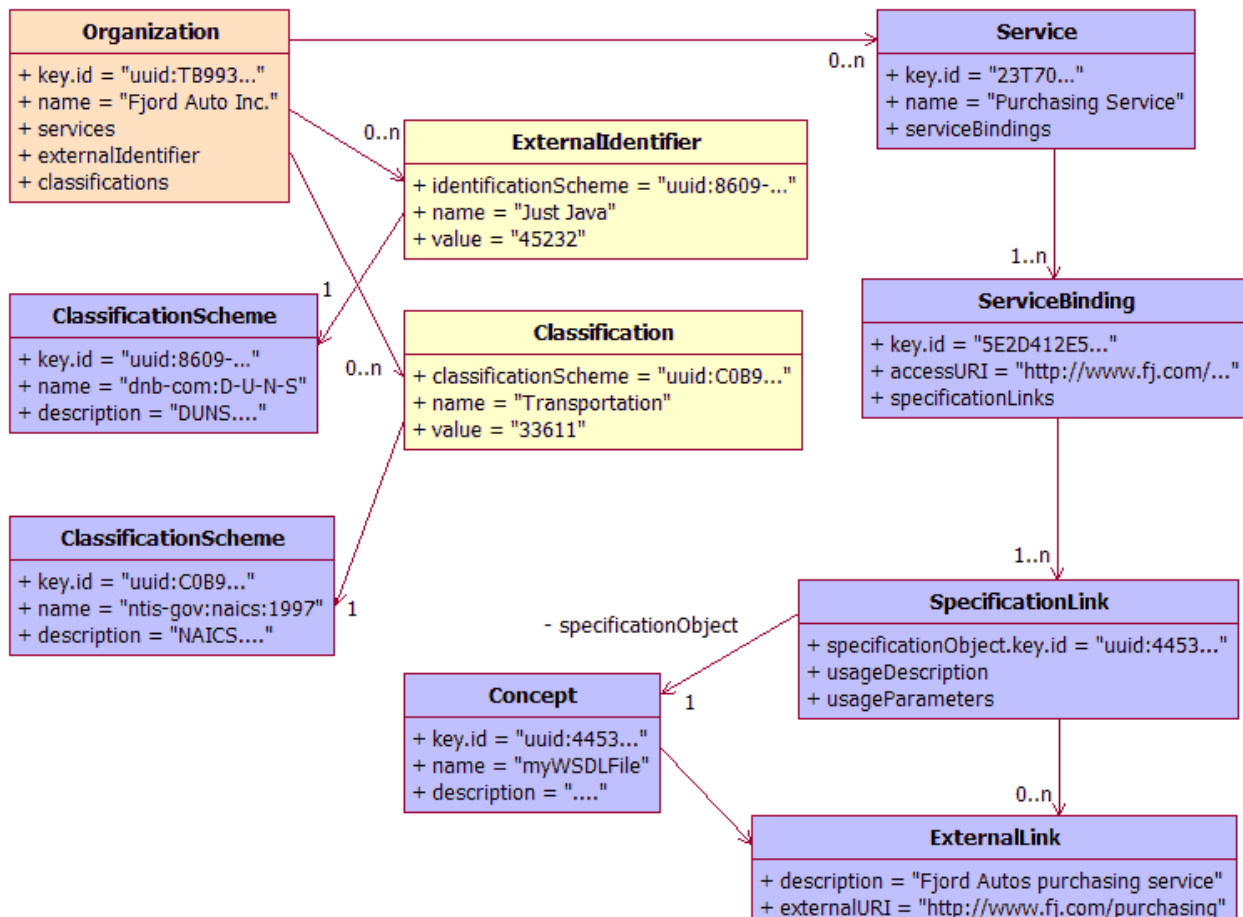 Organization
+ key.id = "uuid:TB993..."
+ name = "Fjord Auto Inc."
+ services
+ externalIdentifier
+ classifications
0..n
Service
+ key.id = "23T70..."
+ name = "Purchasing Service"
+ serviceBindings
0..n
ExternalIdentifier
+ identificationScheme = "uuid:8609-..."
+ name = "Just Java"
+ value = "45232"
1
ClassificationScheme
+ key.id = "uuid:8609-..."
+ name = "dnb-com:D-U-N-S"
+ description = "DUNS...."
0..n
Classification
+ classificationScheme = "uuid:C0B9..."
+ name = "Transportation"
+ value = "33611"
1..n
ServiceBinding
+ key.id = "5E2D412E5..."
+ accessURI = "http://www.fj.com/..."
+ specificationLinks
ClassificationScheme
+ key.id = "uuid:C0B9..."
+ name = "ntis-gov:naics:1997"
+ description = "NAICS...."
1
1..n
SpecificationLink
+ specificationObject.key.id = "uuid:4453..."
+ usageDescription
+ usageParameters
- specificationObject
1
Concept
+ key.id = "uuid:4453..."
+ name = "myWSDLFile"
+ description = "...."
0..n
ExternalLink
+ description = "Fjord Autos purchasing service"
+ externalURI = "http://www.fj.com/purchasing"